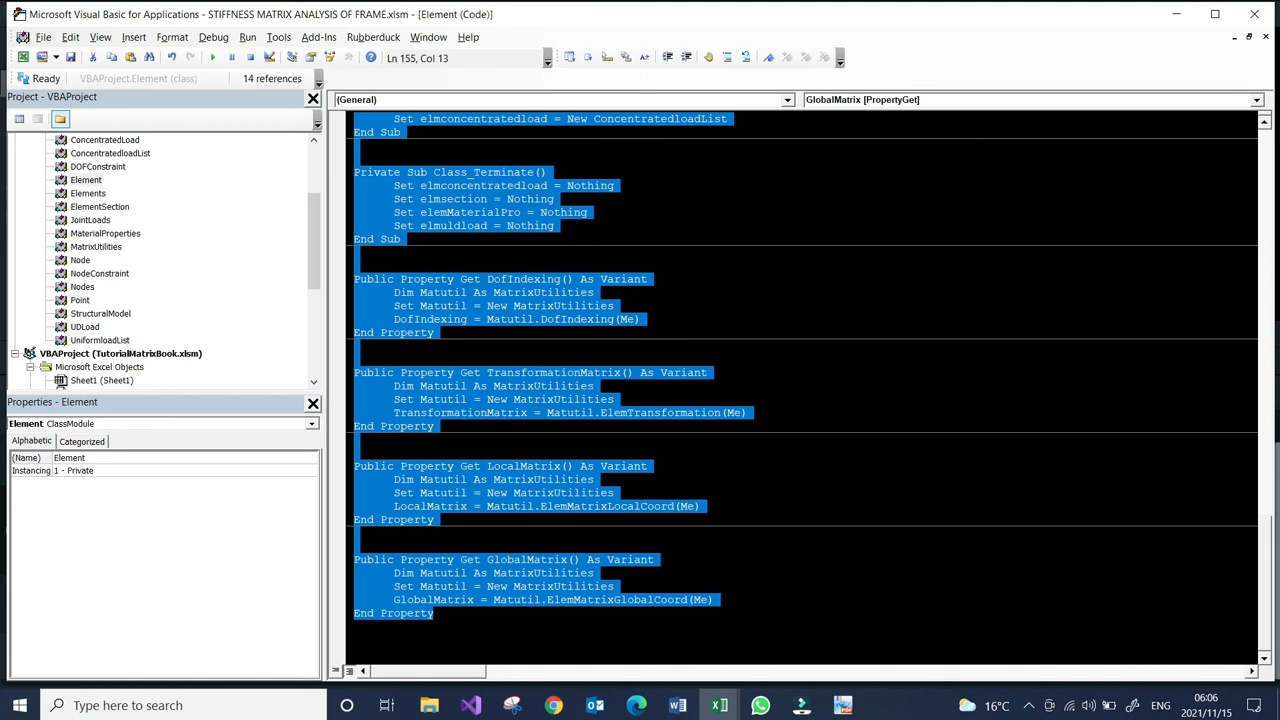 Microsoft Visual Basic for Applications - STIFFNESS MATRIX ANALYSIS OF FRAME.xlsm - [Element (Code)]
File Edit View Insert Format Debug Run Tools Add-Ins Rubberduck Window Help
Ln 155, Col 13
Ready VBAProject.Element (class) 14 references
Project - VBAProject
ConcentratedLoad
ConcentratedloadList
DOFConstraint
Element
Elements
ElementSection
JointLoads
MaterialProperties
MatrixUtilities
Node
NodeConstraint
Nodes
Point
StructuralModel
UDLoad
UniformloadList
VBAProject (TutorialMatrixBook.xlsm)
Microsoft Excel Objects
Sheet1 (Sheet1)
Properties - Element
Element ClassModule
Alphabetic Categorized
(Name) Element
Instancing 1 - Private
(General) GlobalMatrix [PropertyGet]
Set elmconcentratedload = New ConcentratedloadList
End Sub
Private Sub Class_Terminate()
Set elmconcentratedload = Nothing
Set elmsection = Nothing
Set elemMaterialPro = Nothing
Set elmuldload = Nothing
End Sub
Public Property Get DofIndexing() As Variant
Dim Matutil As MatrixUtilities
Set Matutil = New MatrixUtilities
DofIndexing = Matutil.DofIndexing(Me)
End Property
Public Property Get TransformationMatrix() As Variant
Dim Matutil As MatrixUtilities
Set Matutil = New MatrixUtilities
TransformationMatrix = Matutil.ElemTransformation(Me)
End Property
Public Property Get LocalMatrix() As Variant
Dim Matutil As MatrixUtilities
Set Matutil = New MatrixUtilities
LocalMatrix = Matutil.ElemMatrixLocalCoord(Me)
End Property
Public Property Get GlobalMatrix() As Variant
Dim Matutil As MatrixUtilities
Set Matutil = New MatrixUtilities
GlobalMatrix = Matutil.ElemMatrixGlobalCoord(Me)
End Property
Type here to search
16°C
ENG
06:06
2021/11/15